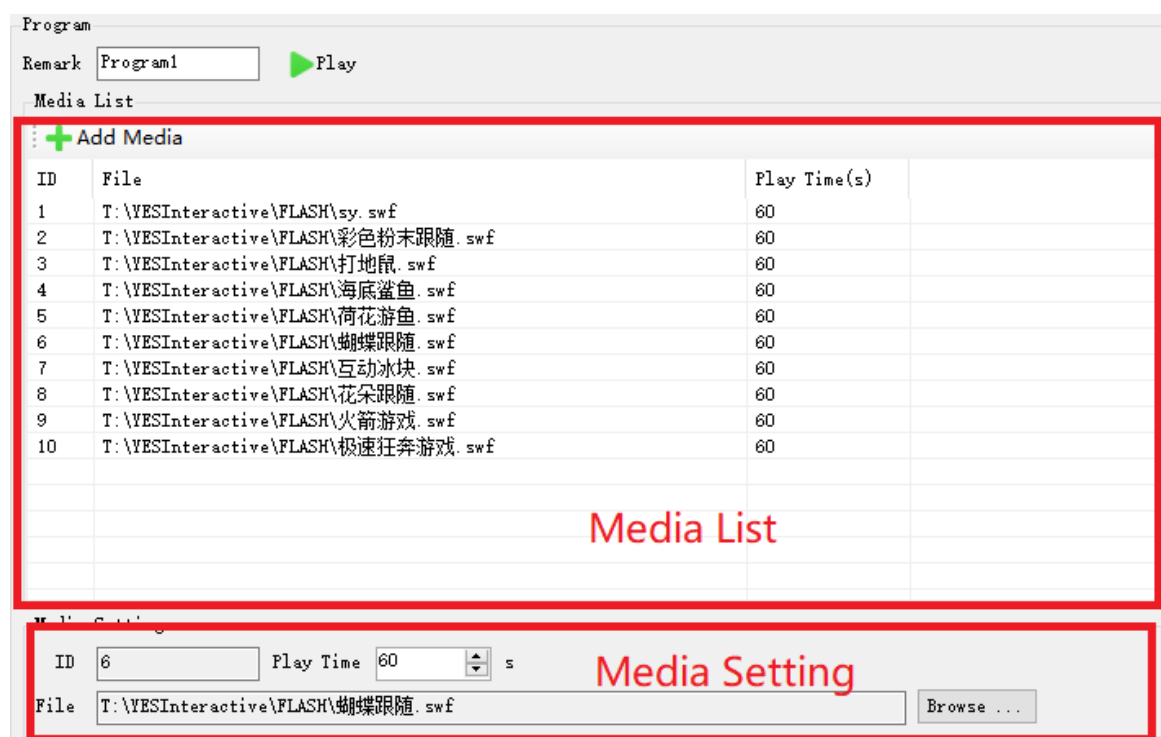 Program
Remark Program1 Play
Media List
Add Media
ID File Play Time(s)
1 T:\YESInteractive\FLASH\sy.swf 60
2 T:\YESInteractive\FLASH\彩色粉末跟随.swf 60
3 T:\YESInteractive\FLASH\打地鼠.swf 60
4 T:\YESInteractive\FLASH\海底鲨鱼.swf 60
5 T:\YESInteractive\FLASH\荷花游鱼.swf 60
6 T:\YESInteractive\FLASH\蝴蝶跟随.swf 60
7 T:\YESInteractive\FLASH\互动冰块.swf 60
8 T:\YESInteractive\FLASH\花朵跟随.swf 60
9 T:\YESInteractive\FLASH\火箭游戏.swf 60
10 T:\YESInteractive\FLASH\极速狂奔游戏.swf 60
Media List
Media Setting
ID 6 Play Time 60 s
Media Setting
File T:\YESInteractive\FLASH\蝴蝶跟随.swf Browse ...